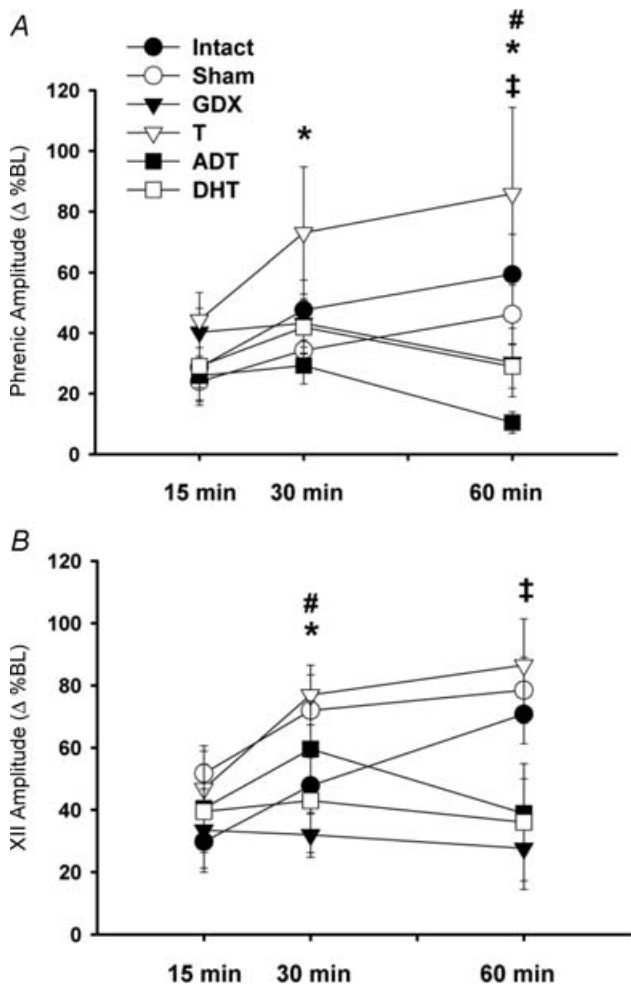 A
Intact
Sham
GDX
T
ADT
DHT
#
*
‡
*
120
100
80
60
40
20
0
Phrenic Amplitude (Δ %BL)
15 min 30 min 60 min
B
#
*
‡
120
100
80
60
40
20
0
XII Amplitude (Δ %BL)
15 min 30 min 60 min